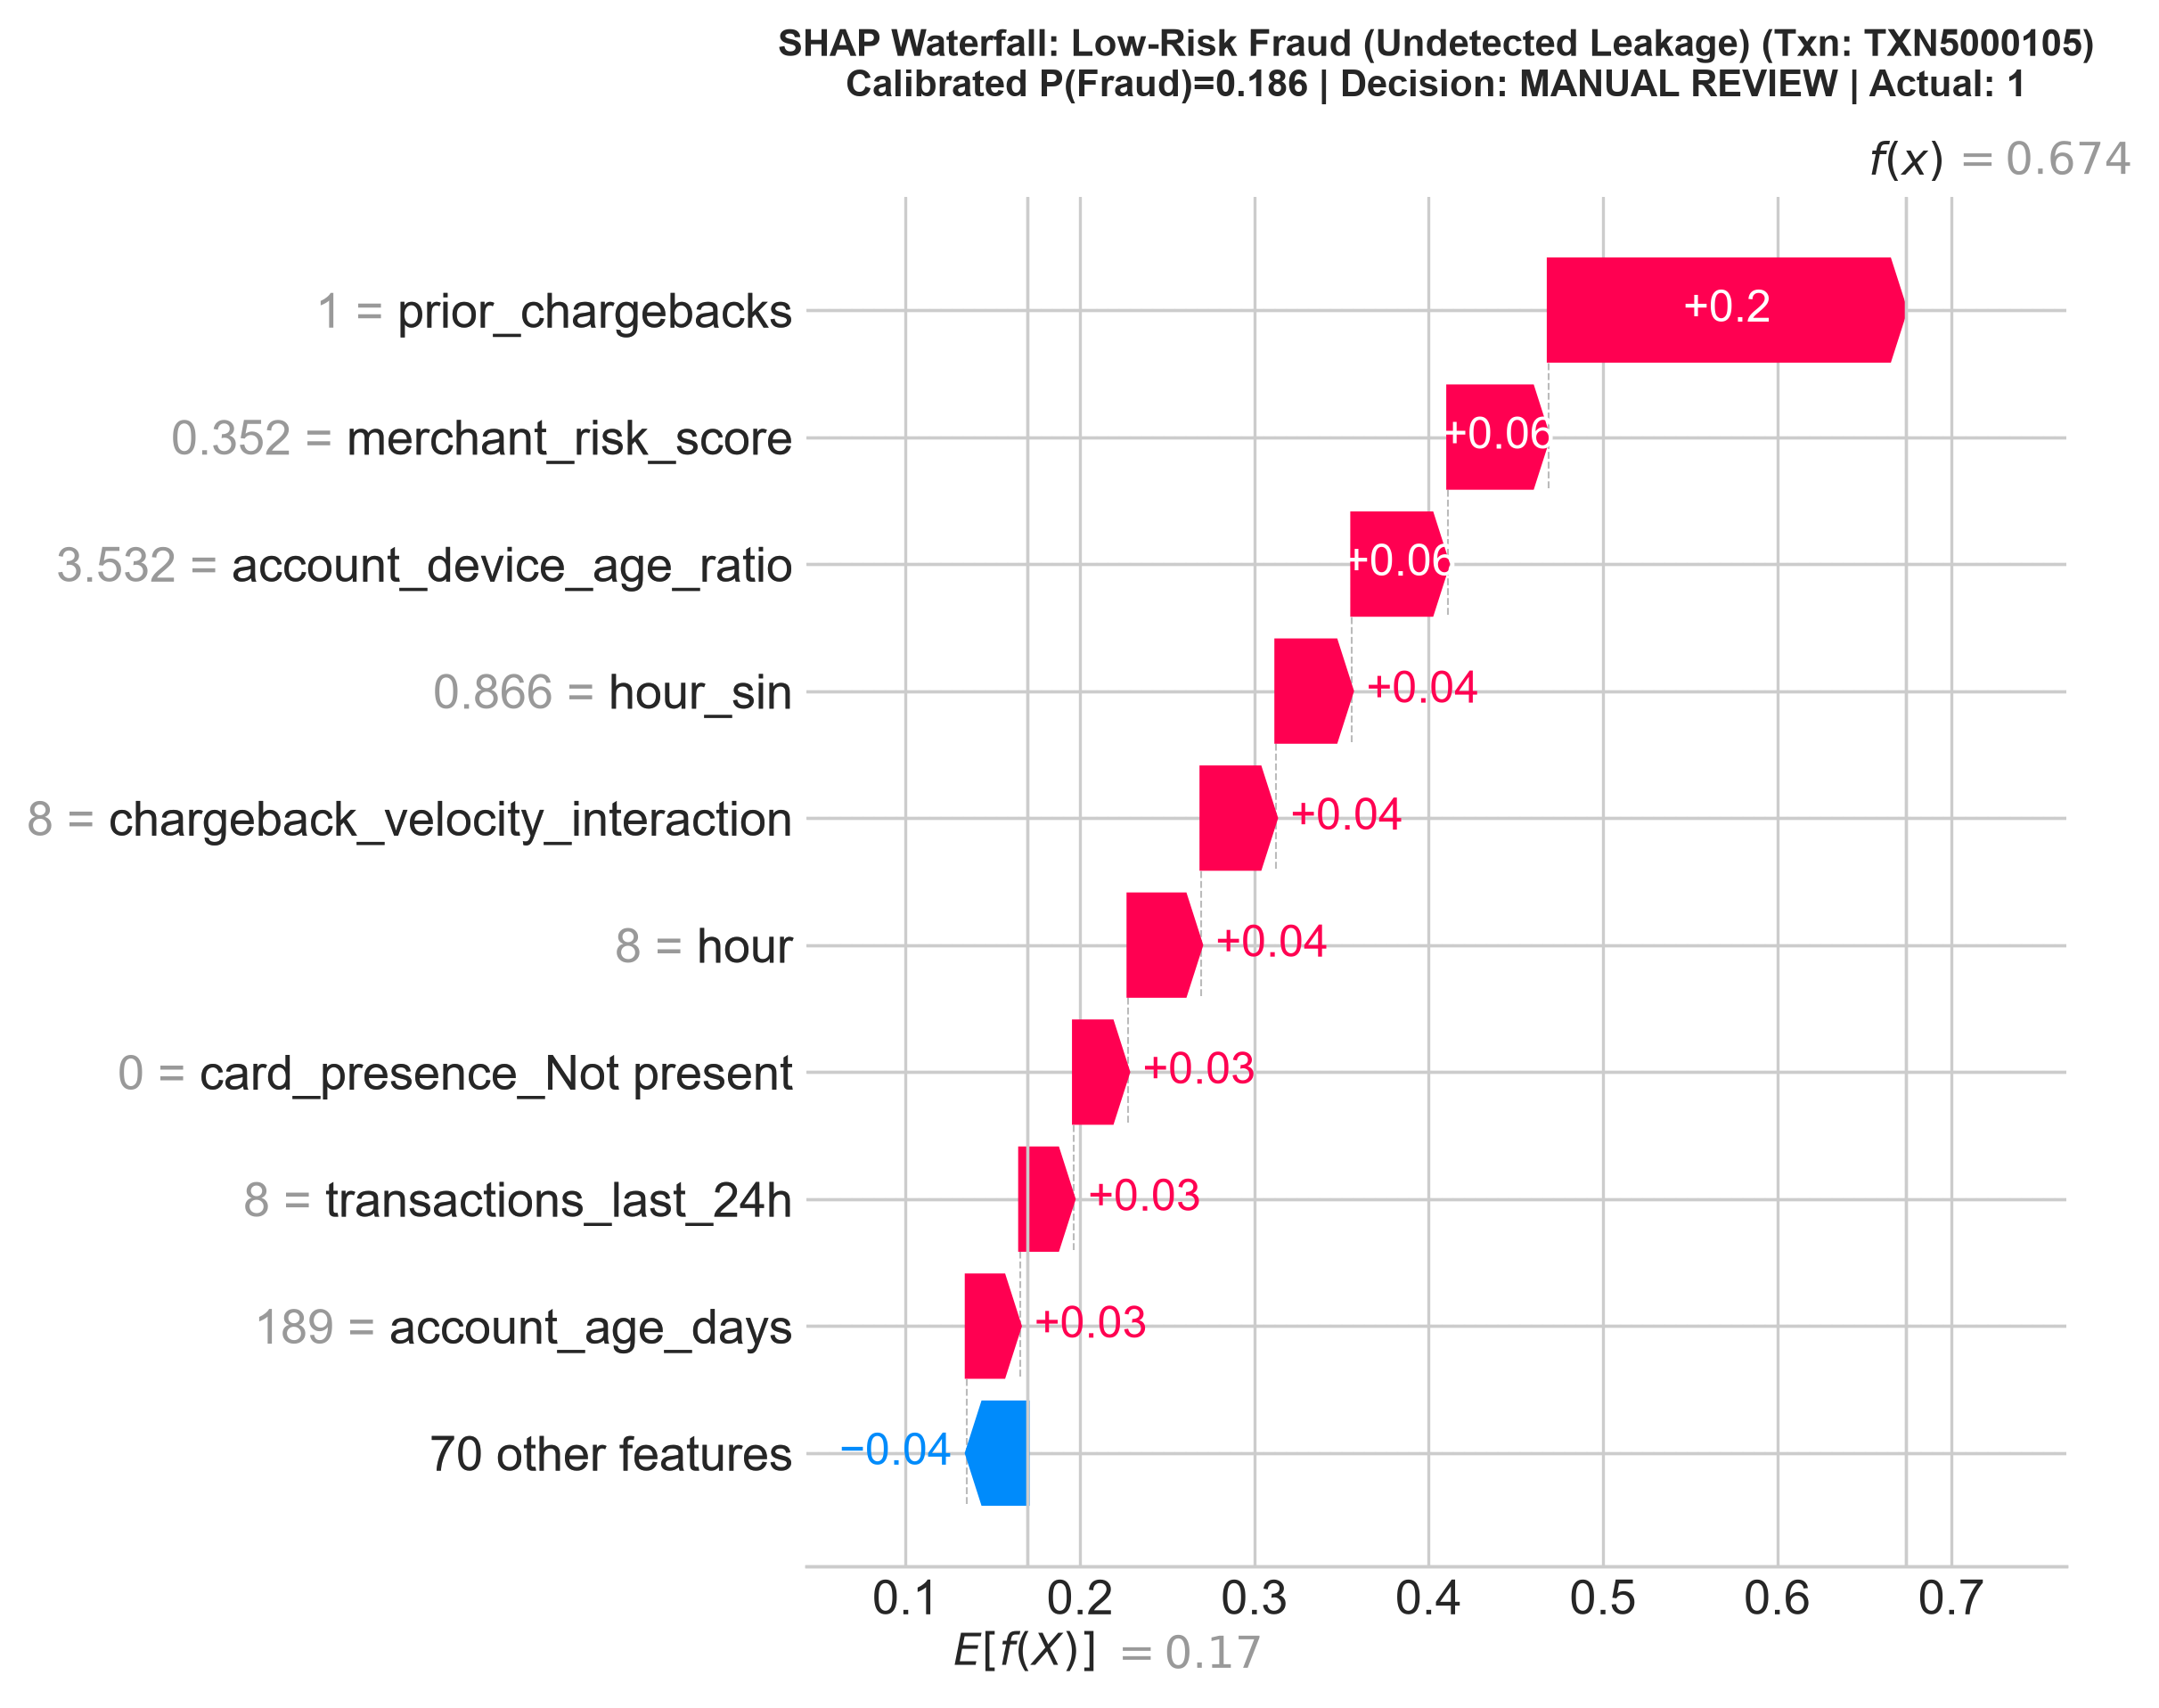 SHAP Waterfall: Low-Risk Fraud (Undetected Leakage) (Txn: TXN5000105)
Calibrated P(Fraud)=0.186 | Decision: MANUAL REVIEW | Actual: 1
f(x) = 0.674
1 = prior_chargebacks
+0.2
0.352 = merchant_risk_score
+0.06
3.532 = account_device_age_ratio
+0.06
0.866 = hour_sin
+0.04
8 = chargeback_velocity_interaction
+0.04
8 = hour
+0.04
0 = card_presence_Not present
+0.03
8 = transactions_last_24h
+0.03
189 = account_age_days
+0.03
70 other features
−0.04
0.1 0.2 0.3 0.4 0.5 0.6 0.7
E[f(X)] = 0.17